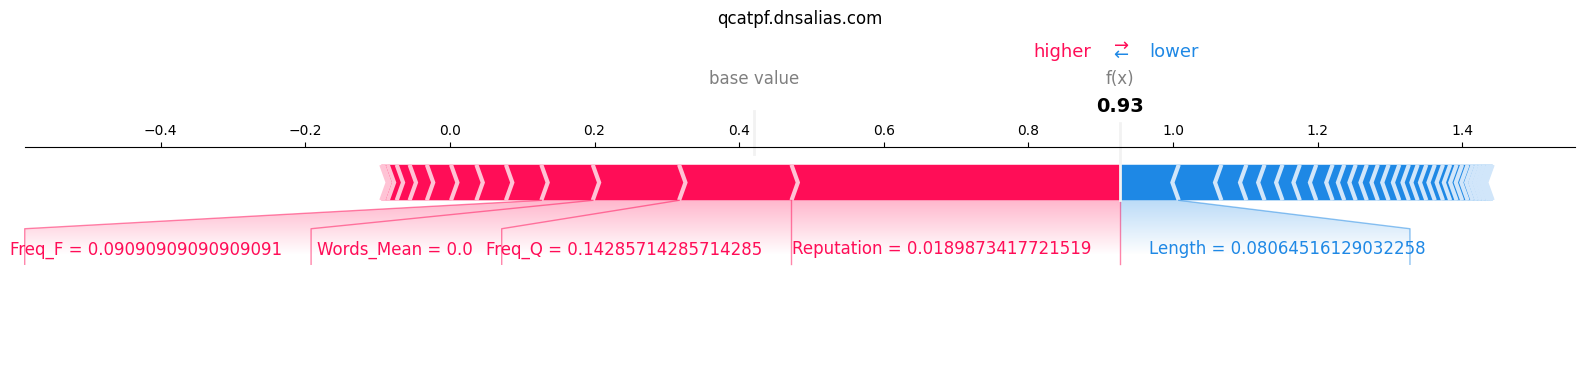 qcatpf.dnsalias.com
higher → ← lower
base value f(x)
0.93
−0.4 −0.2 0.0 0.2 0.4 0.6 0.8 1.0 1.2 1.4
Freq_F = 0.09090909090909091 Words_Mean = 0.0 Freq_Q = 0.14285714285714285 Reputation = 0.0189873417721519 Length = 0.08064516129032258